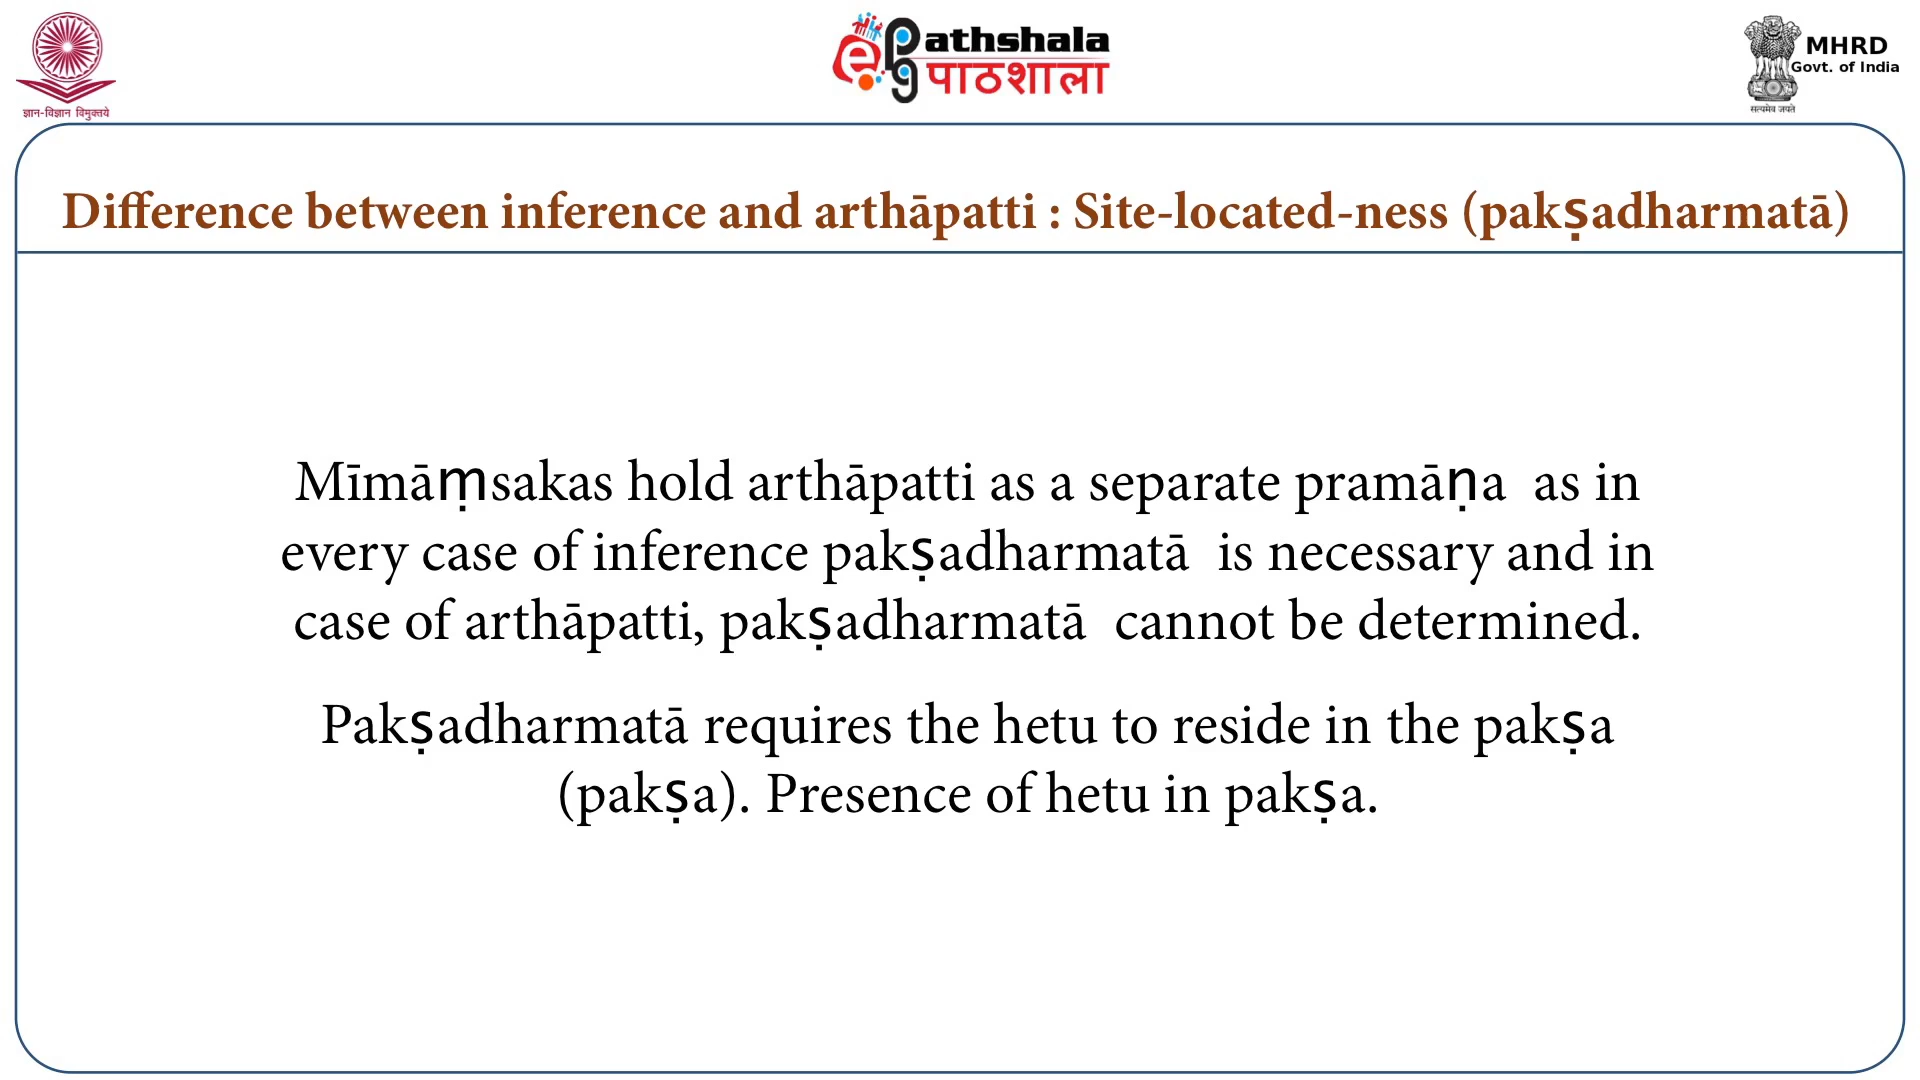 ज्ञान-विज्ञान विमुक्तये
ePg Pathshala
पाठशाला
MHRD
Govt. of India
सत्यमेव जयते
Difference between inference and arthāpatti : Site-located-ness (pakṣadharmatā)
Mīmāṃsakas hold arthāpatti as a separate pramāṇa as in
every case of inference pakṣadharmatā is necessary and in
case of arthāpatti, pakṣadharmatā cannot be determined.
Pakṣadharmatā requires the hetu to reside in the pakṣa
(pakṣa). Presence of hetu in pakṣa.